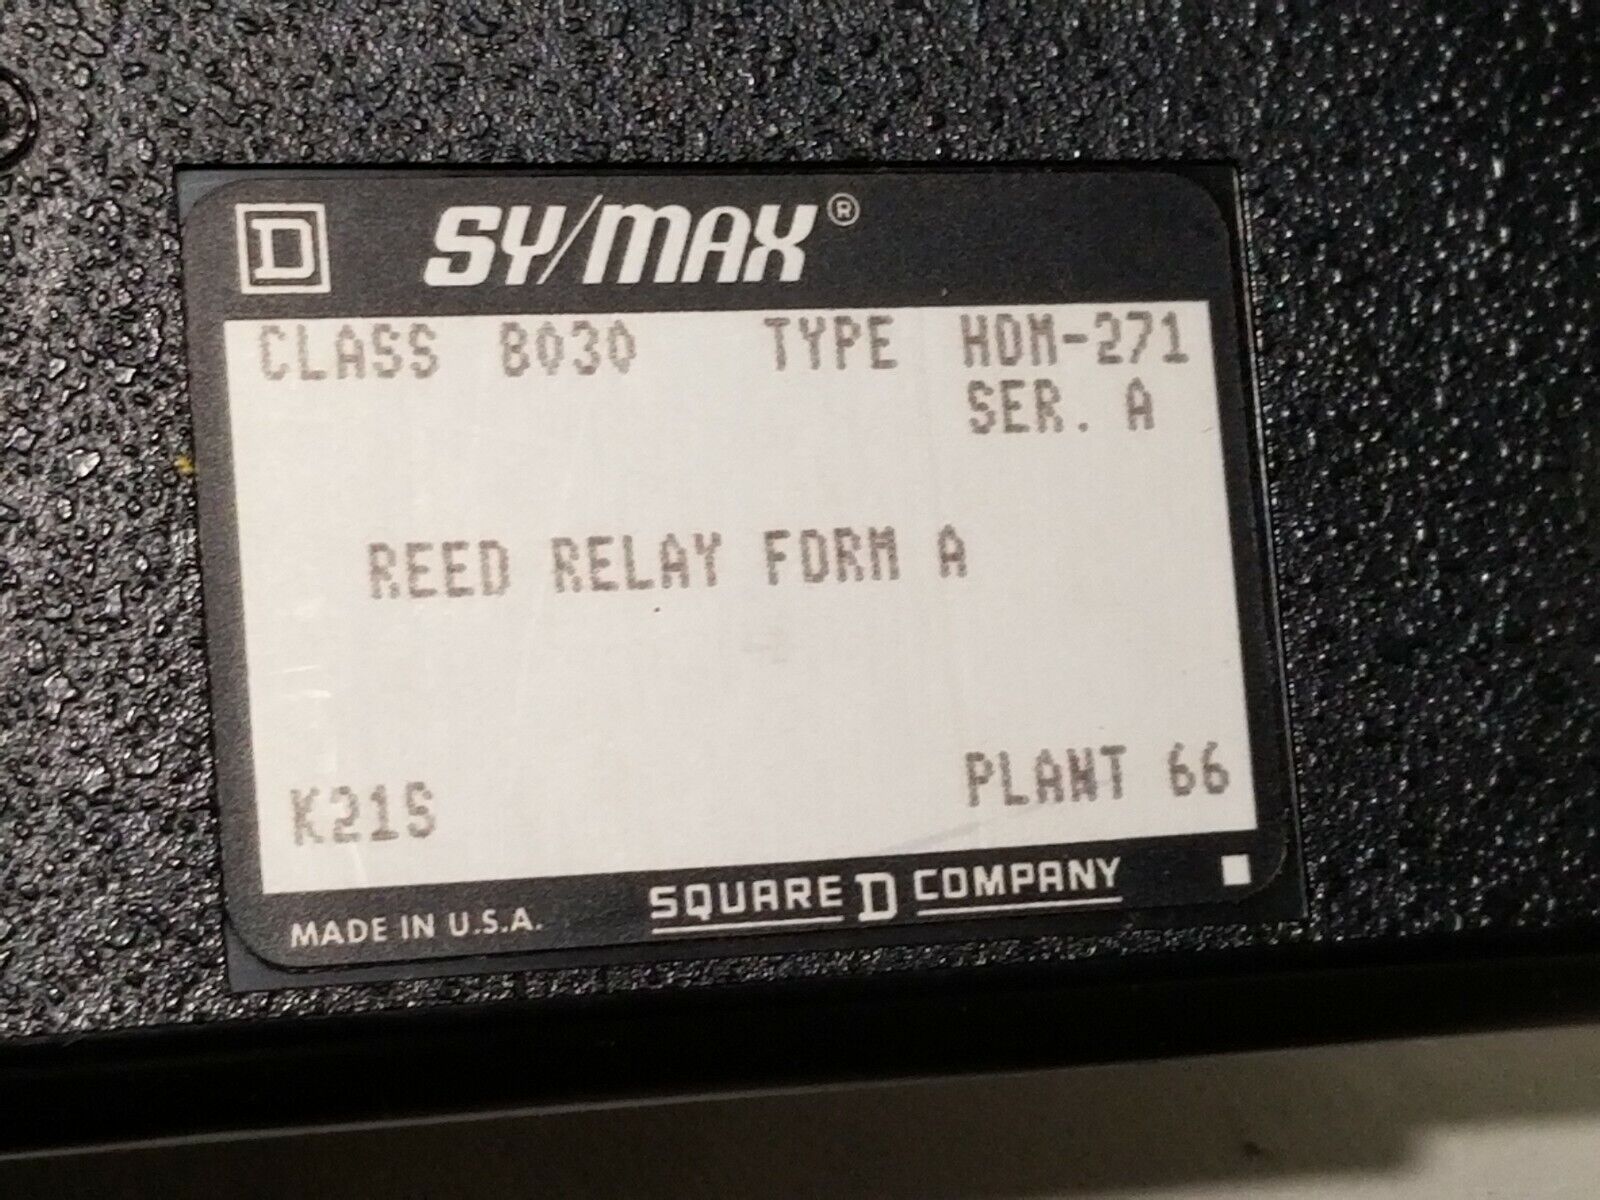 D SY/MAX®
CLASS 8030 TYPE HDM-271
SER. A
REED RELAY FORM A
K21S PLANT 66
MADE IN U.S.A. SQUARE D COMPANY